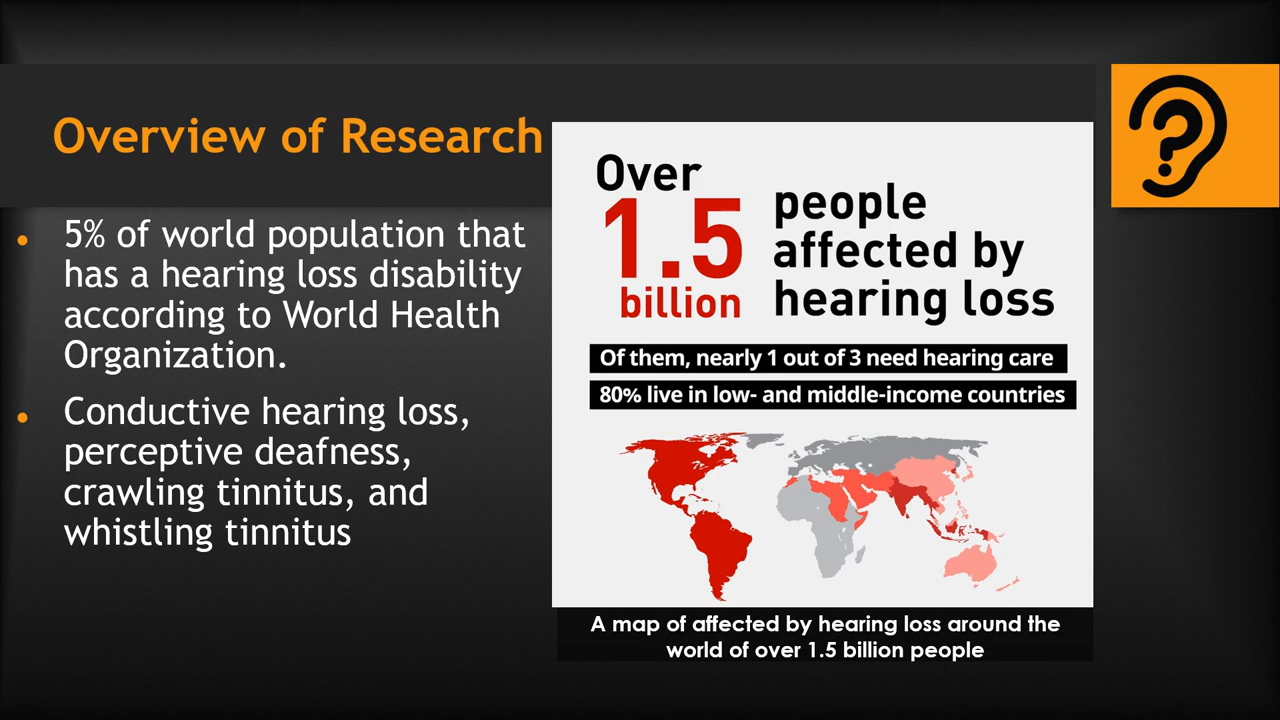 Overview of Research
5% of world population that
has a hearing loss disability
according to World Health
Organization.
Conductive hearing loss,
perceptive deafness,
crawling tinnitus, and
whistling tinnitus
Over
1.5
billion
people
affected by
hearing loss
Of them, nearly 1 out of 3 need hearing care
80% live in low- and middle-income countries
A map of affected by hearing loss around the
world of over 1.5 billion people
?